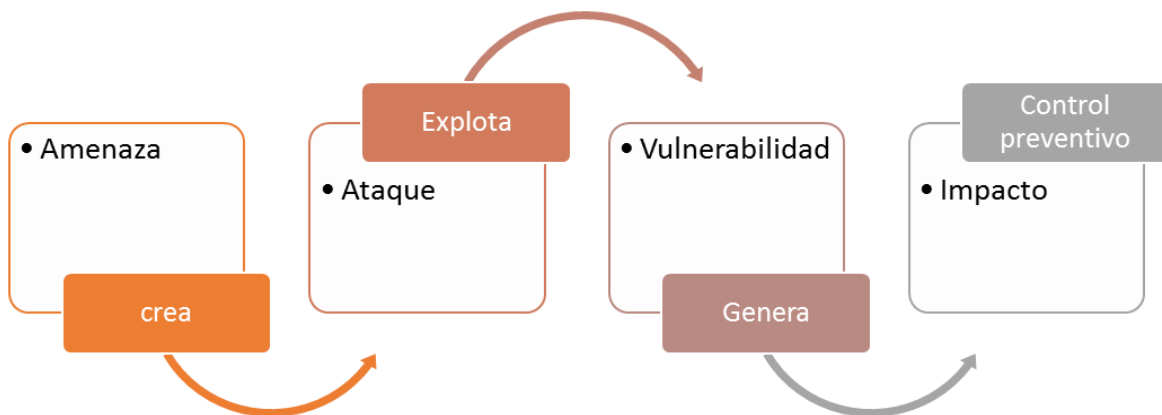 • Amenaza
crea
Explota
• Ataque
• Vulnerabilidad
Genera
Control
preventivo
• Impacto